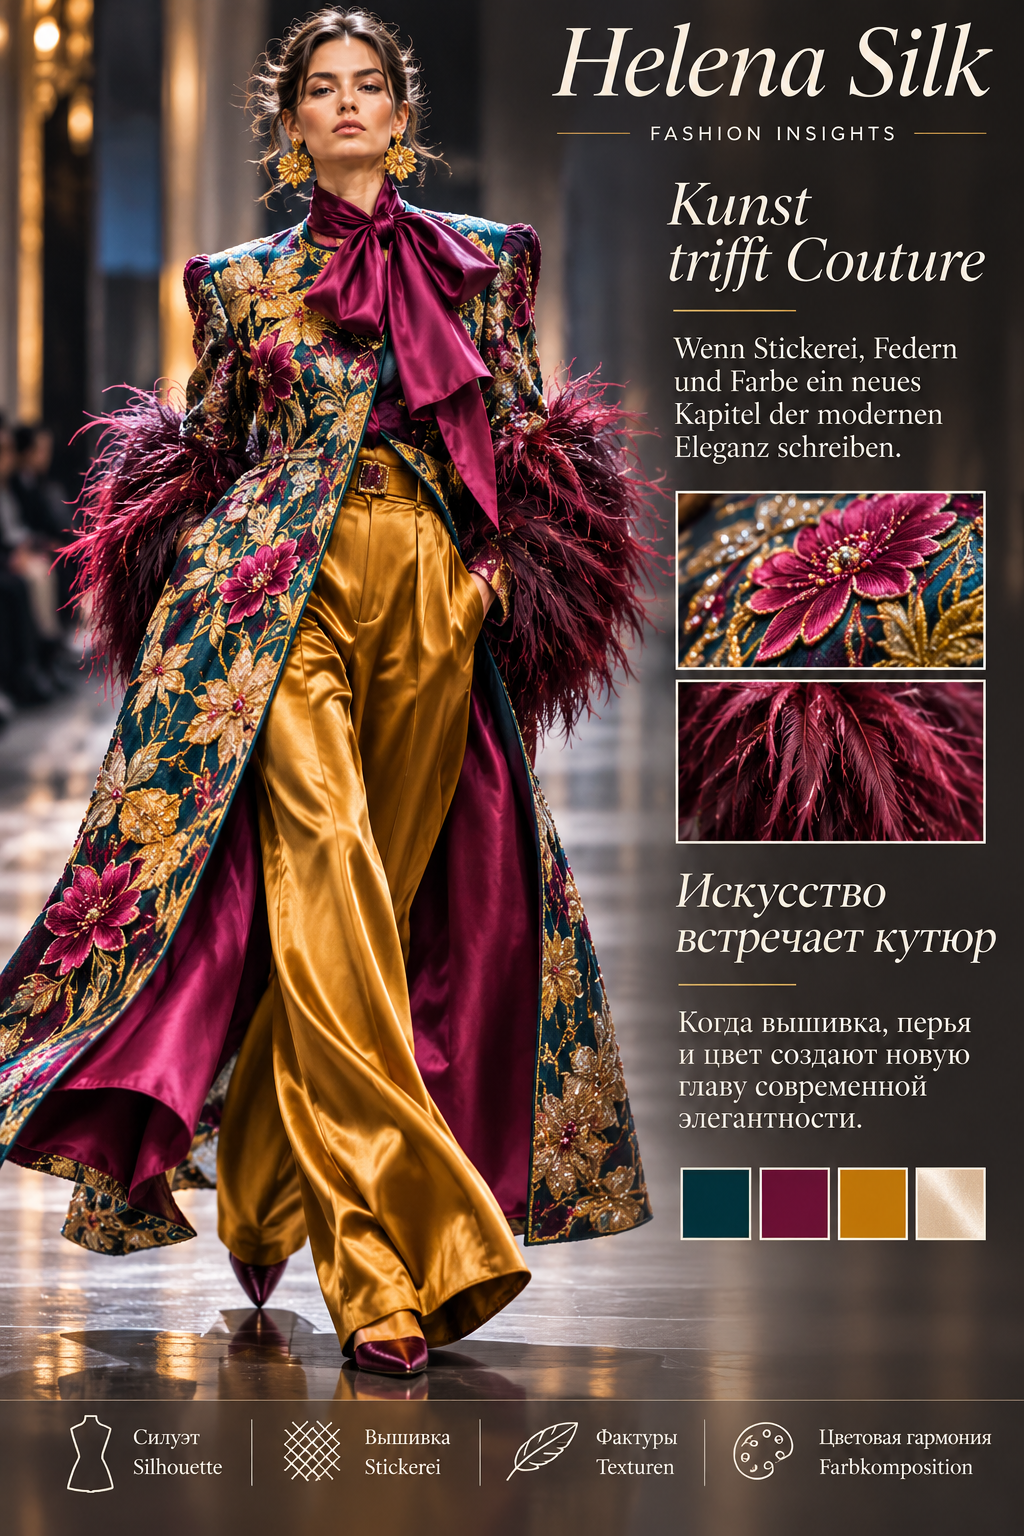 Helena Silk
FASHION INSIGHTS
Kunst
trifft Couture
Wenn Stickerei, Federn
und Farbe ein neues
Kapitel der modernen
Eleganz schreiben.
Искусство
встречает кутюр
Когда вышивка, перья
и цвет создают новую
главу современной
элегантности.
Силуэт
Silhouette
Вышивка
Stickerei
Фактуры
Texturen
Цветовая гармония
Farbkomposition